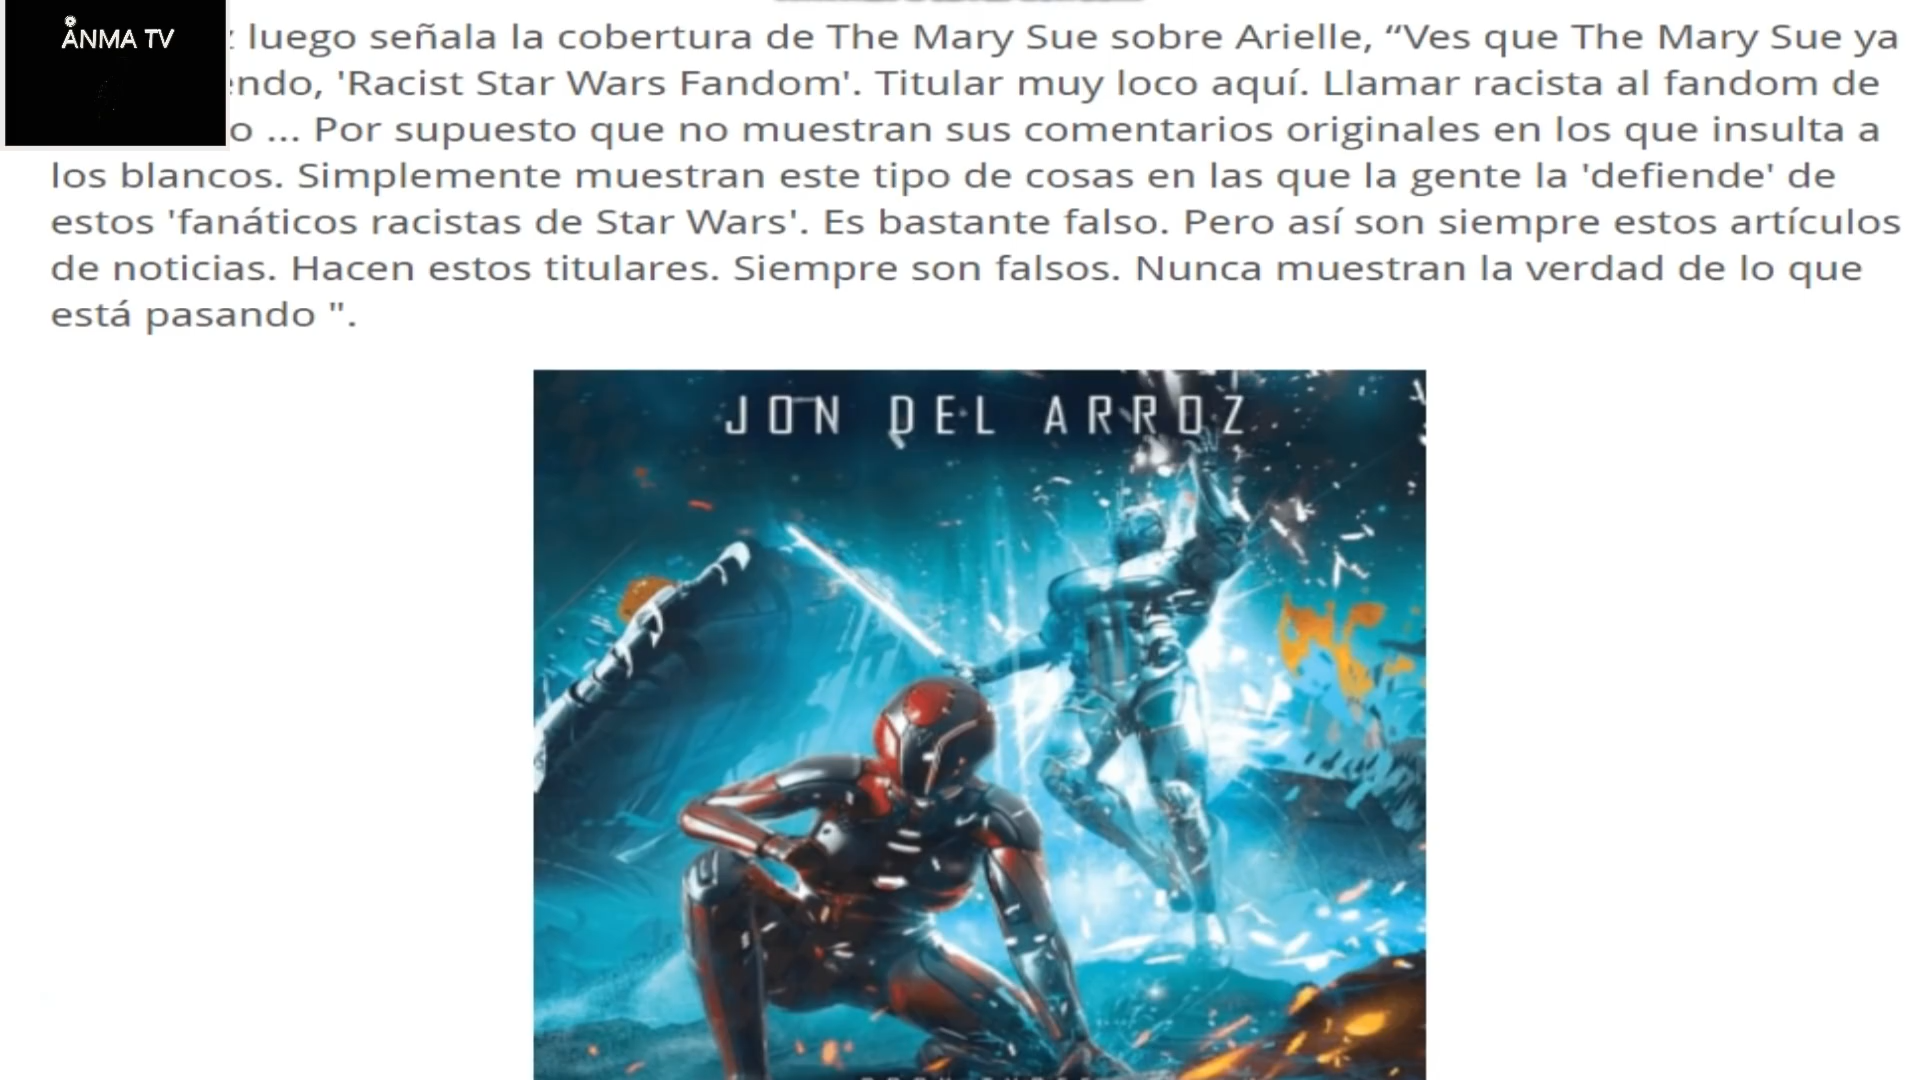 ÅNMA TV
luego señala la cobertura de The Mary Sue sobre Arielle, “Ves que The Mary Sue ya
endo, 'Racist Star Wars Fandom'. Titular muy loco aquí. Llamar racista al fandom de
o ... Por supuesto que no muestran sus comentarios originales en los que insulta a
los blancos. Simplemente muestran este tipo de cosas en las que la gente la 'defiende' de
estos 'fanáticos racistas de Star Wars'. Es bastante falso. Pero así son siempre estos artículos
de noticias. Hacen estos titulares. Siempre son falsos. Nunca muestran la verdad de lo que
está pasando ".
JON DEL ARROZ